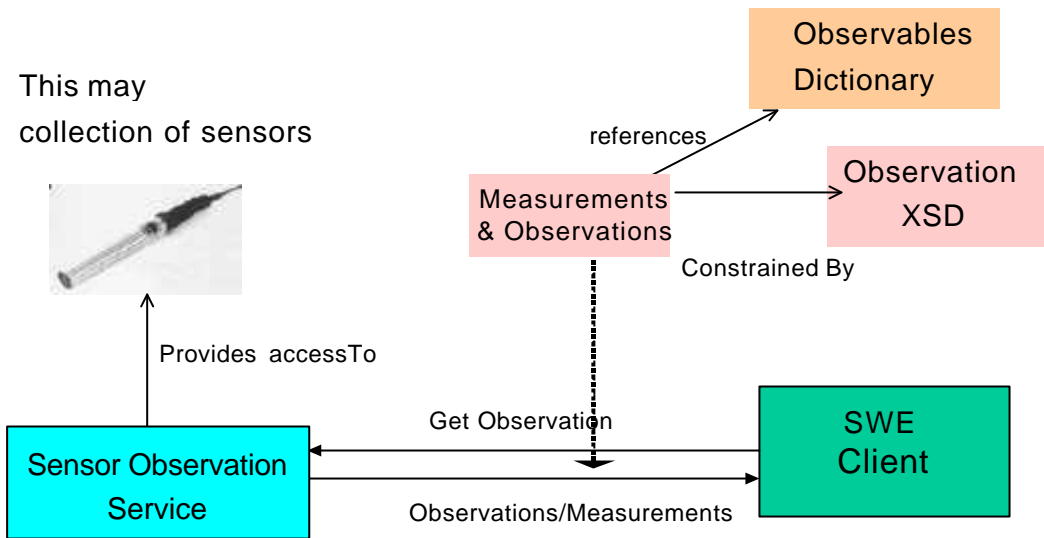 Observables
Dictionary
This may
collection of sensors
references
Observation
XSD
Measurements
& Observations
Constrained By
Provides accessTo
Get Observation
SWE
Client
Sensor Observation
Service
Observations/Measurements